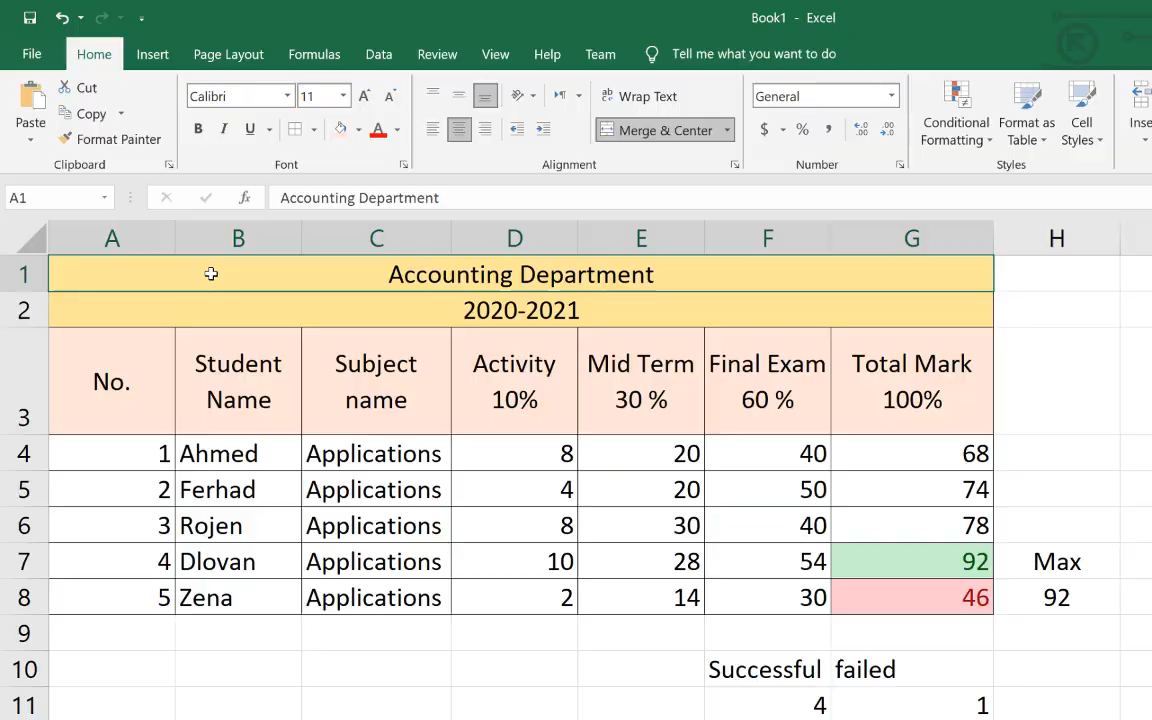 Book1 - Excel
File Home Insert Page Layout Formulas Data Review View Help Team Tell me what you want to do
Paste
Cut
Copy
Format Painter
Clipboard
Calibri 11
B I U
Font
Wrap Text
Merge & Center
Alignment
General
$ % ,
Number
Conditional Formatting
Format as Table
Cell Styles
Styles
A1 fx Accounting Department
A B C D E F G H
1 Accounting Department
2 2020-2021
3 No. Student Name Subject name Activity 10% Mid Term 30 % Final Exam 60 % Total Mark 100%
4 1 Ahmed Applications 8 20 40 68
5 2 Ferhad Applications 4 20 50 74
6 3 Rojen Applications 8 30 40 78
7 4 Dlovan Applications 10 28 54 92 Max
8 5 Zena Applications 2 14 30 46 92
9
10 Successful failed
11 4 1